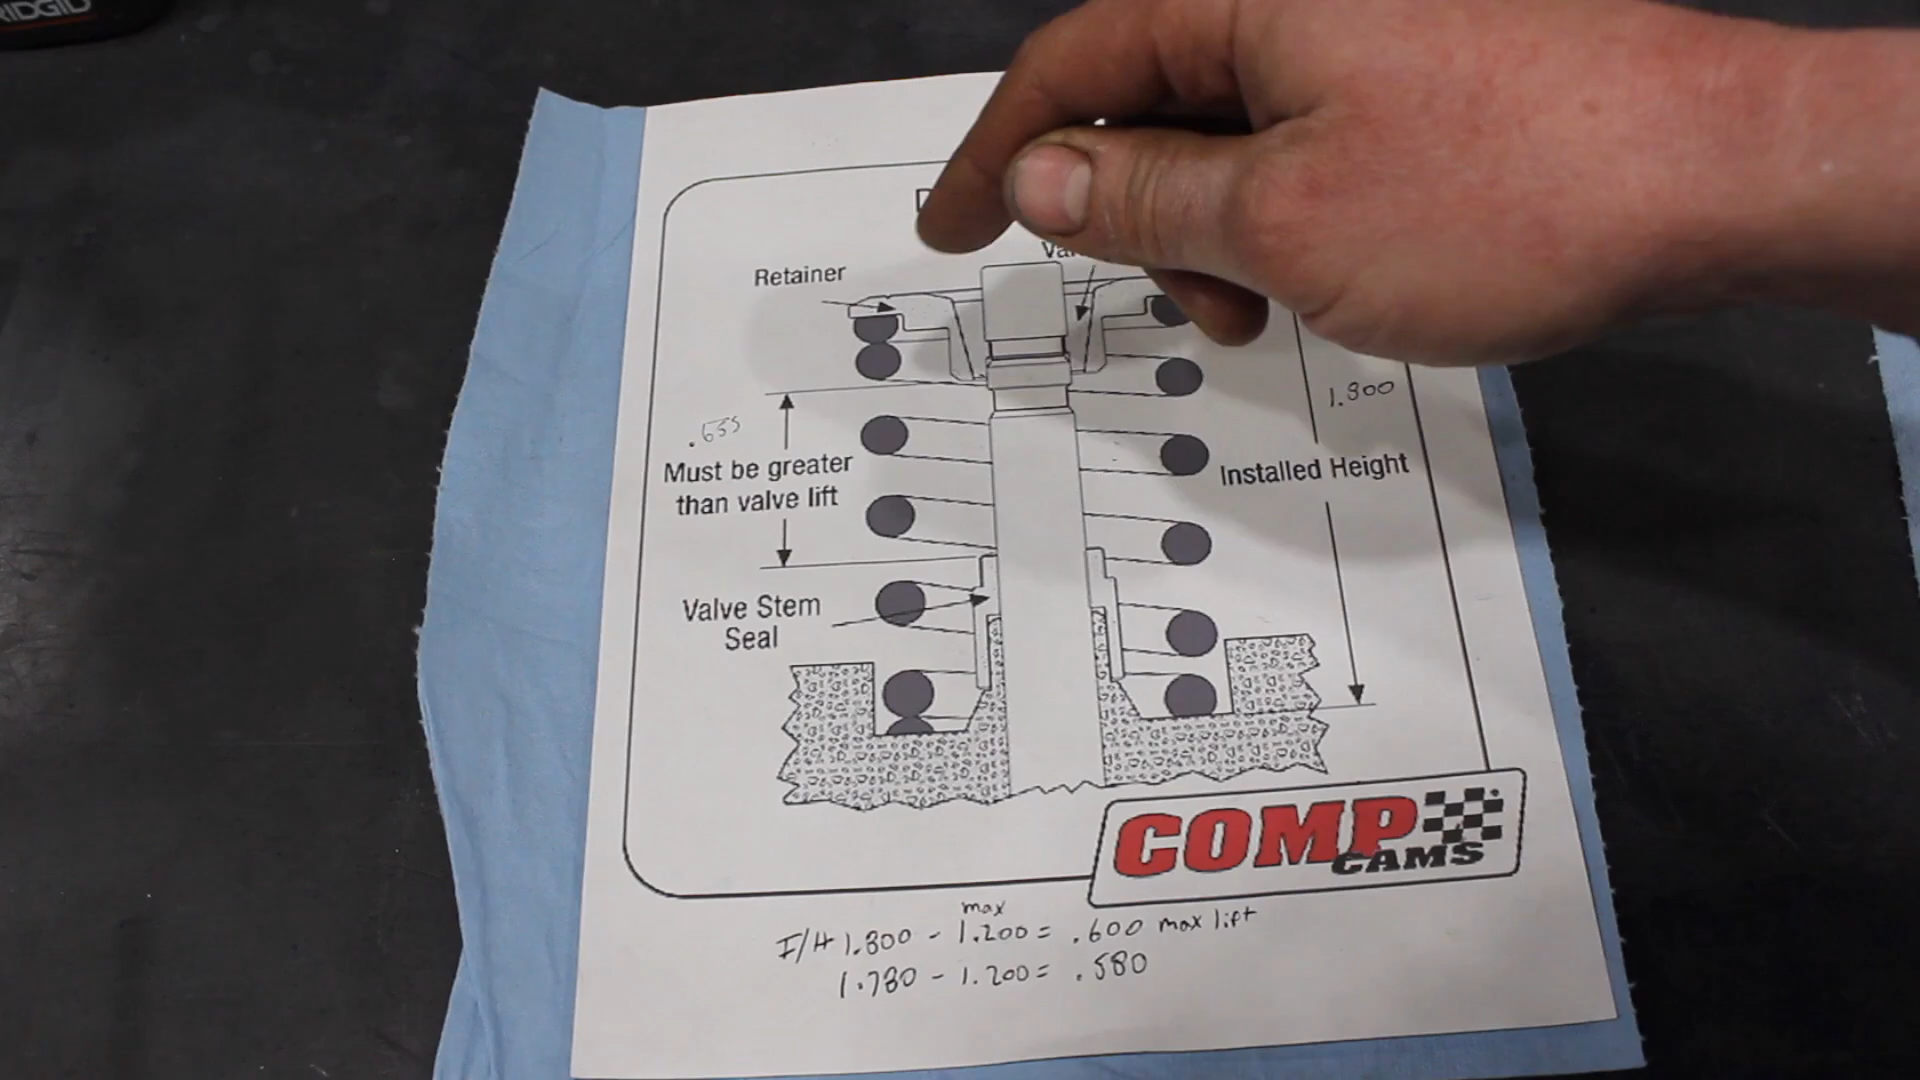 RIDGID
Retainer
1.800
.655
Must be greater
than valve lift
Installed Height
Valve Stem
Seal
COMP
CAMS
max
I/H 1.800 - 1.200 = .600 max lift
1.780 - 1.200 = .580